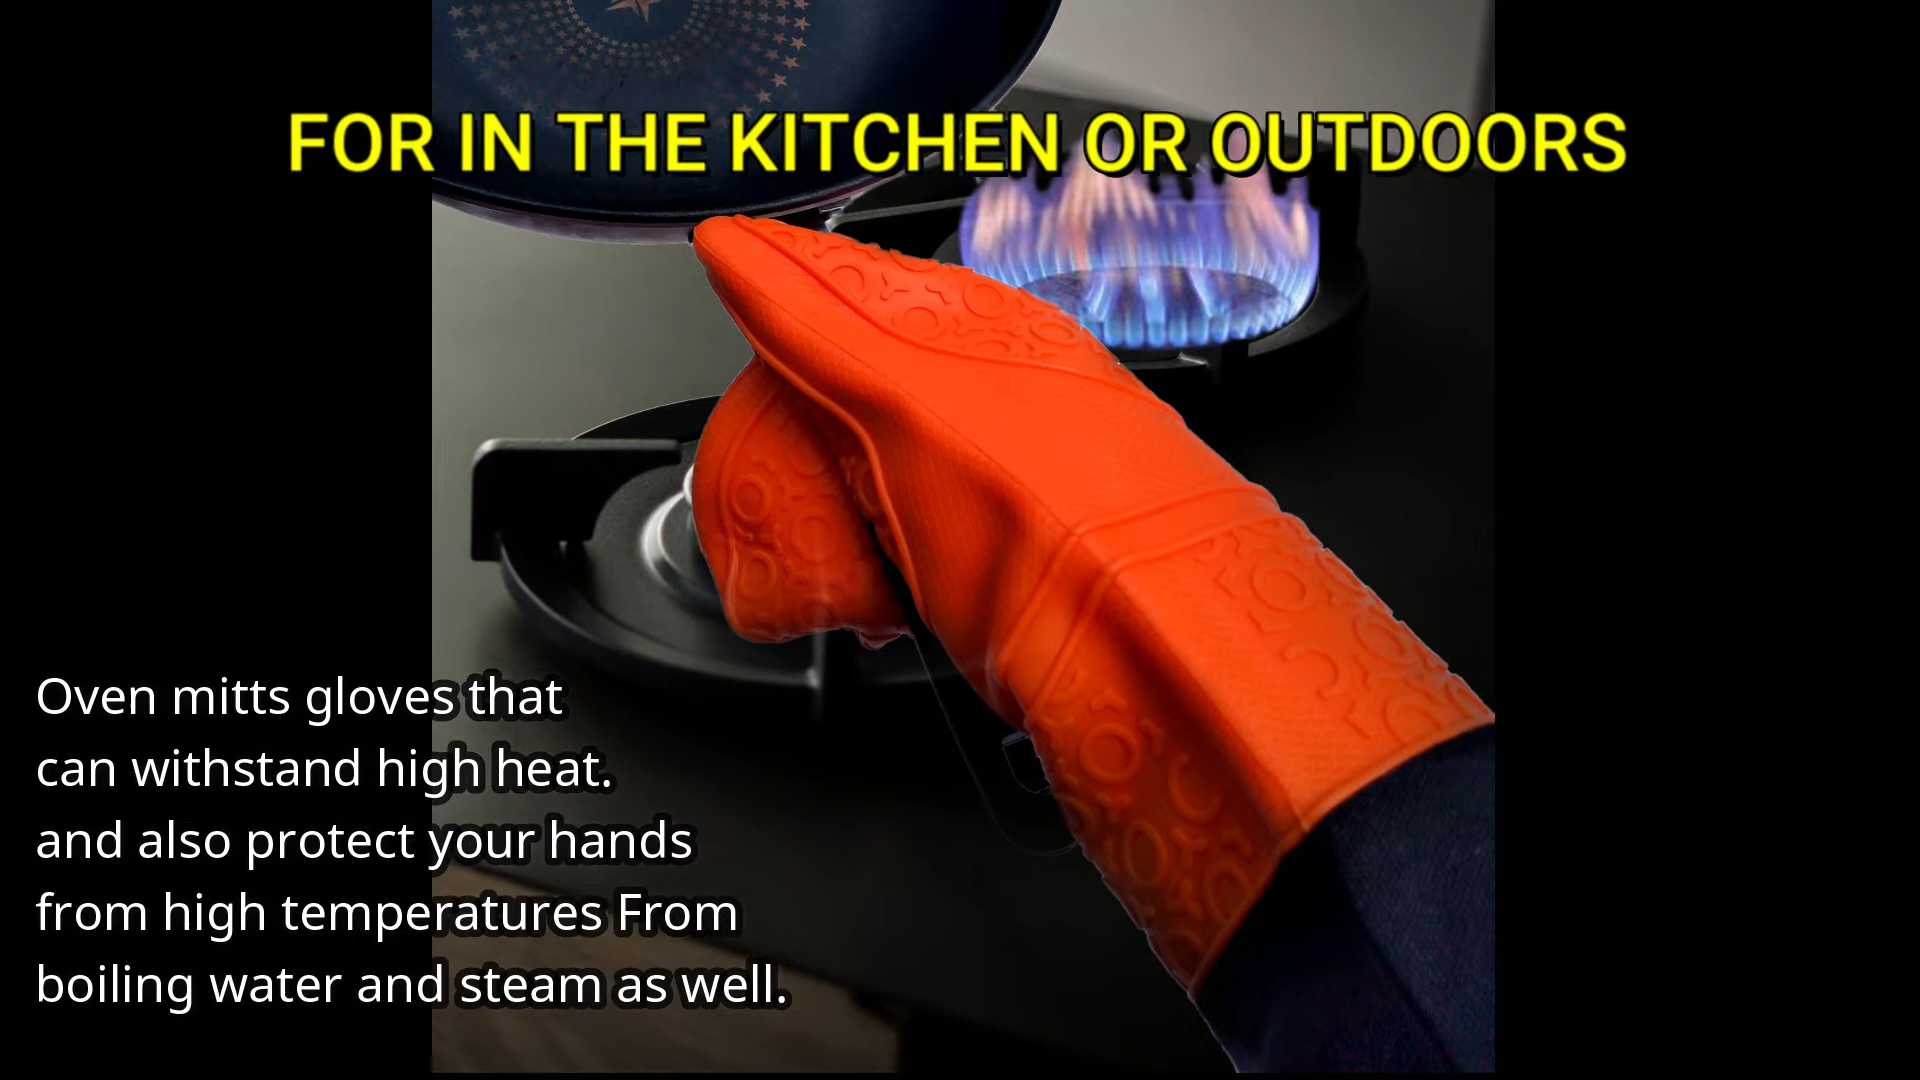 FOR IN THE KITCHEN OR OUTDOORS
Oven mitts gloves that
can withstand high heat.
and also protect your hands
from high temperatures From
boiling water and steam as well.